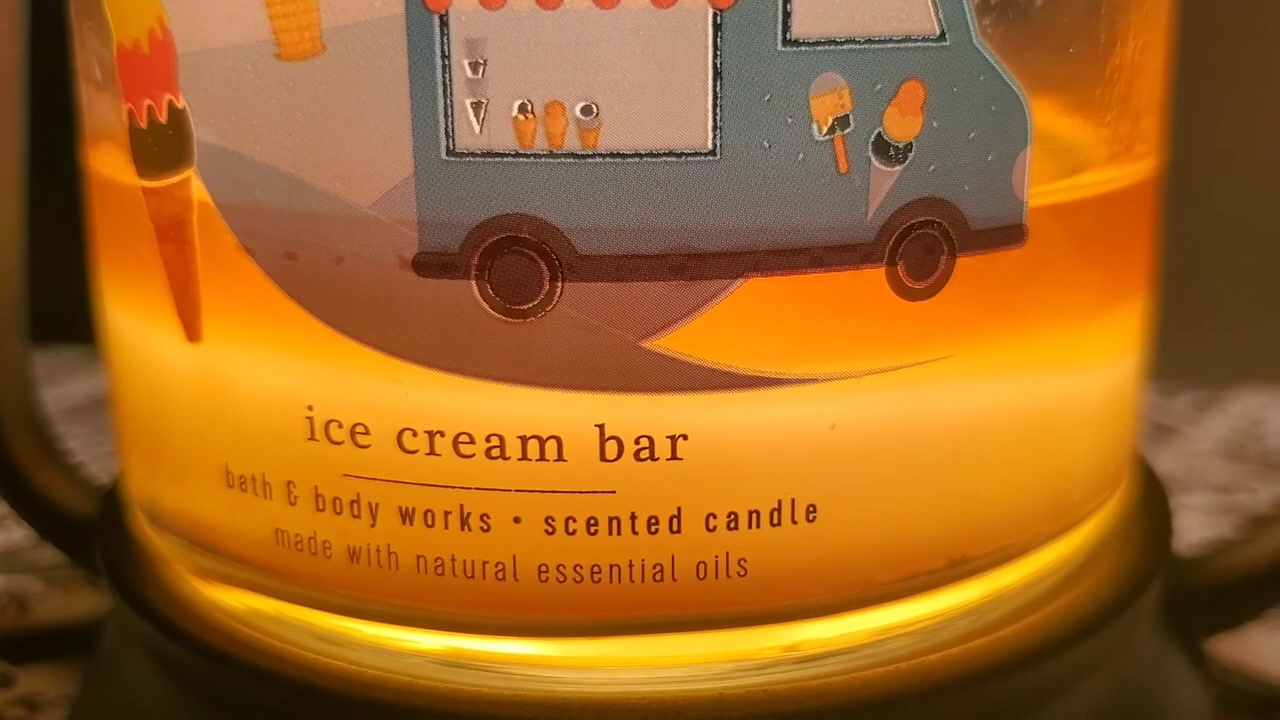 ice cream bar
bath & body works • scented candle
made with natural essential oils